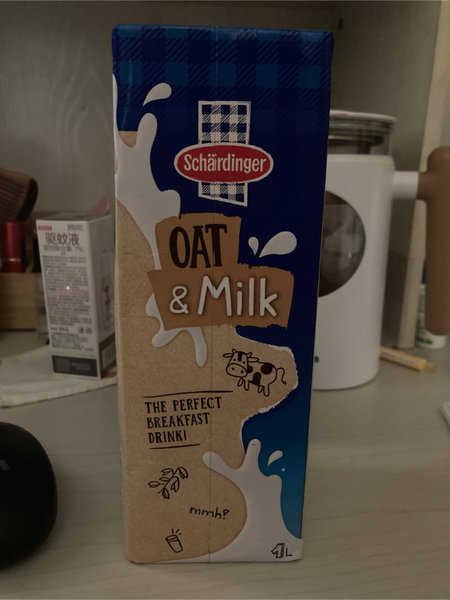 Schärdinger
OAT
& Milk
THE PERFECT
BREAKFAST
DRINK!
mmh!
1L
驱蚊液